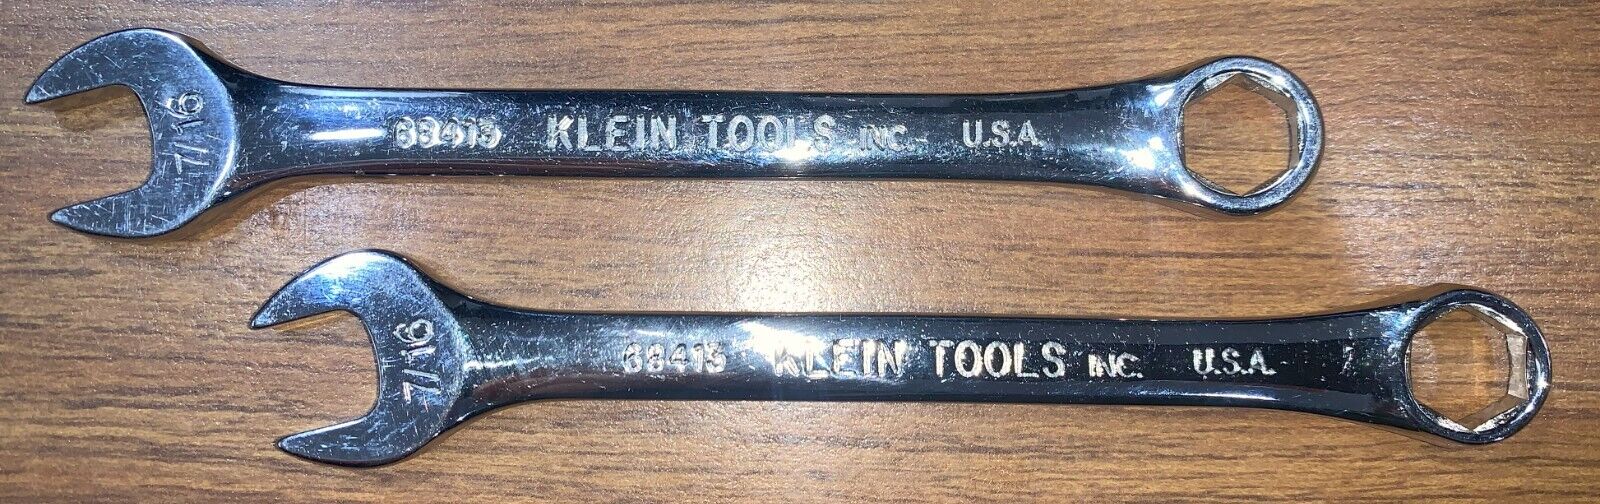 7/16 68413 KLEIN TOOLS INC. U.S.A.
7/16 68413 KLEIN TOOLS INC. U.S.A.